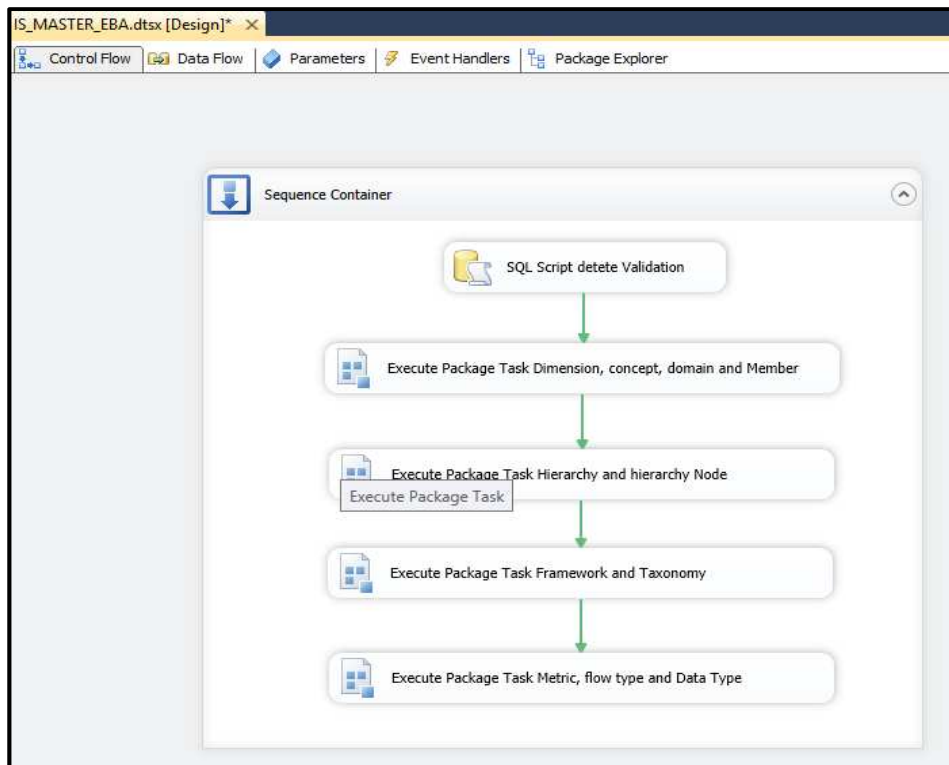 IS_MASTER_EBA.dtsx [Design]*
Control Flow Data Flow Parameters Event Handlers Package Explorer
Sequence Container
SQL Script detete Validation
Execute Package Task Dimension, concept, domain and Member
Execute Package Task Hierarchy and hierarchy Node
Execute Package Task
Execute Package Task Framework and Taxonomy
Execute Package Task Metric, flow type and Data Type